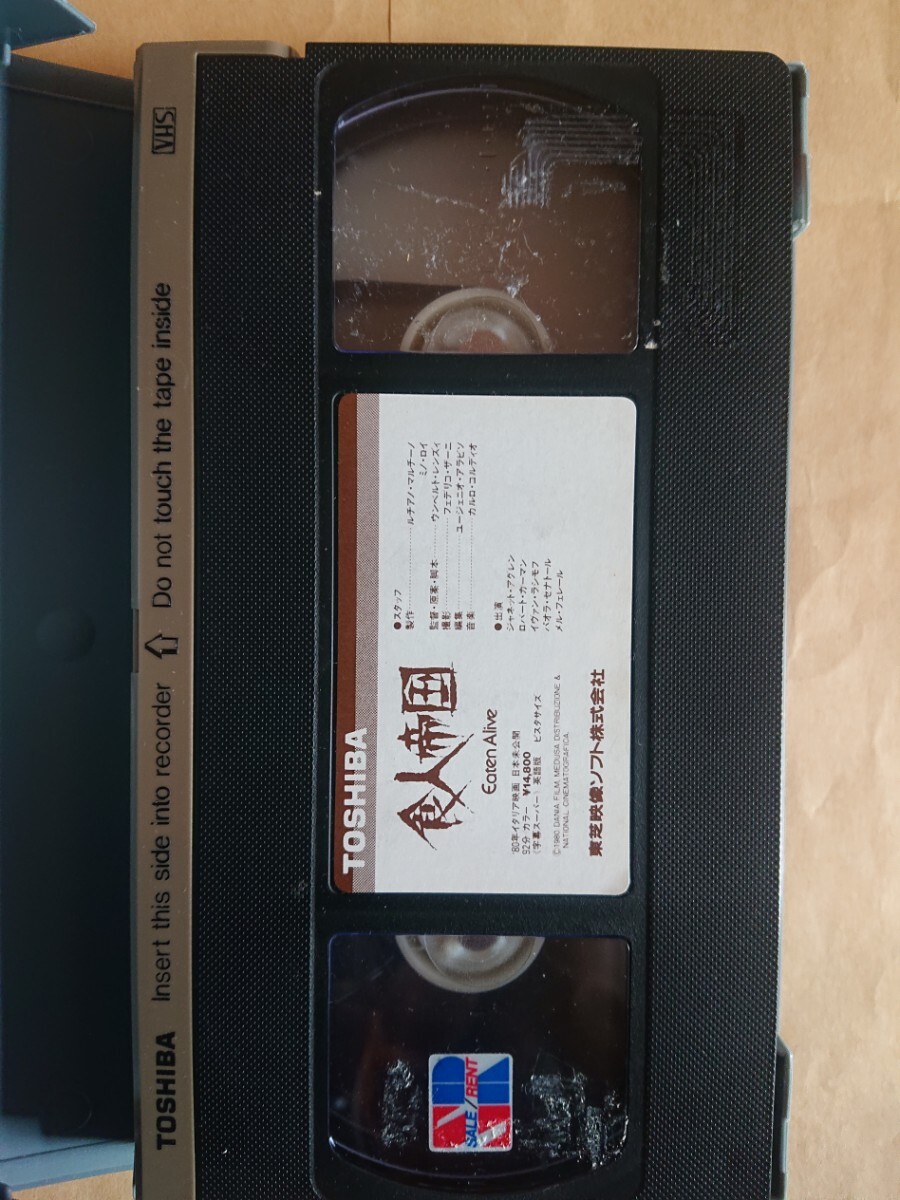 TOSHIBA Insert this side into recorder Do not touch the tape inside VHS
TOSHIBA
食人帝国
Eaten Alive
'80年イタリア映画 日本未公開
92分 カラー ¥14,800
(字幕スーパー) 英語版 ビスタサイズ
©1980 DANIA FILM, MEDUSA DISTRIBUZIONE &
NATIONAL CINEMATOGRAFICA.
東芝映像ソフト株式会社
●スタッフ
製作……ルチアノ・マルチーノ
ミノ・ロイ
監督・原案・脚本……ウンベルト・レンズィ
撮影……フェデリコ・ザーニ
編集……ユージェニオ・アラビソ
音楽……カルロ・コルディオ
●出演
ジャネット・アグレン
ロバート・カーマン
イヴァン・ラシモフ
パオラ・セナトール
メル・フェレール
SALE/RENT